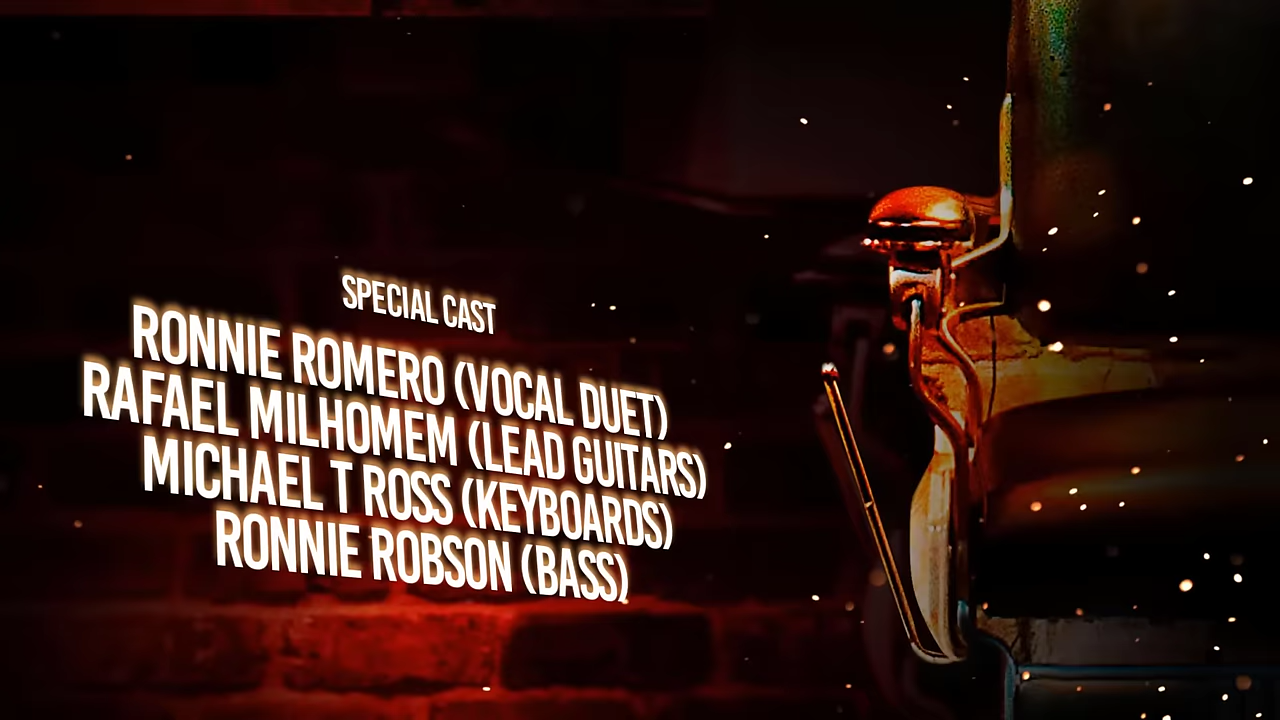 SPECIAL CAST
RONNIE ROMERO (VOCAL DUET)
RAFAEL MILHOMEM (LEAD GUITARS)
MICHAEL T ROSS (KEYBOARDS)
RONNIE ROBSON (BASS)